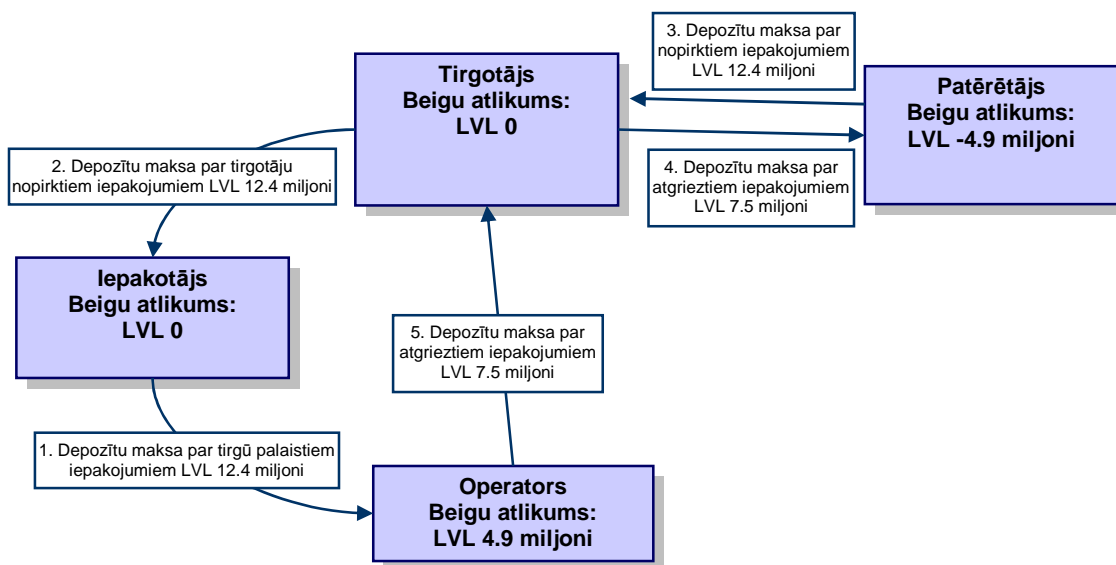 3. Depozītu maksa par
nopirktiem iepakojumiem
LVL 12.4 miljoni
Tirgotājs
Beigu atlikums:
LVL 0
Patērētājs
Beigu atlikums:
LVL -4.9 miljoni
2. Depozītu maksa par tirgotāju
nopirktiem iepakojumiem LVL 12.4 miljoni
4. Depozītu maksa par
atgrieztiem iepakojumiem
LVL 7.5 miljoni
Iepakotājs
Beigu atlikums:
LVL 0
5. Depozītu maksa par
atgrieztiem iepakojumiem
LVL 7.5 miljoni
1. Depozītu maksa par tirgū palaistiem
iepakojumiem LVL 12.4 miljoni
Operators
Beigu atlikums:
LVL 4.9 miljoni